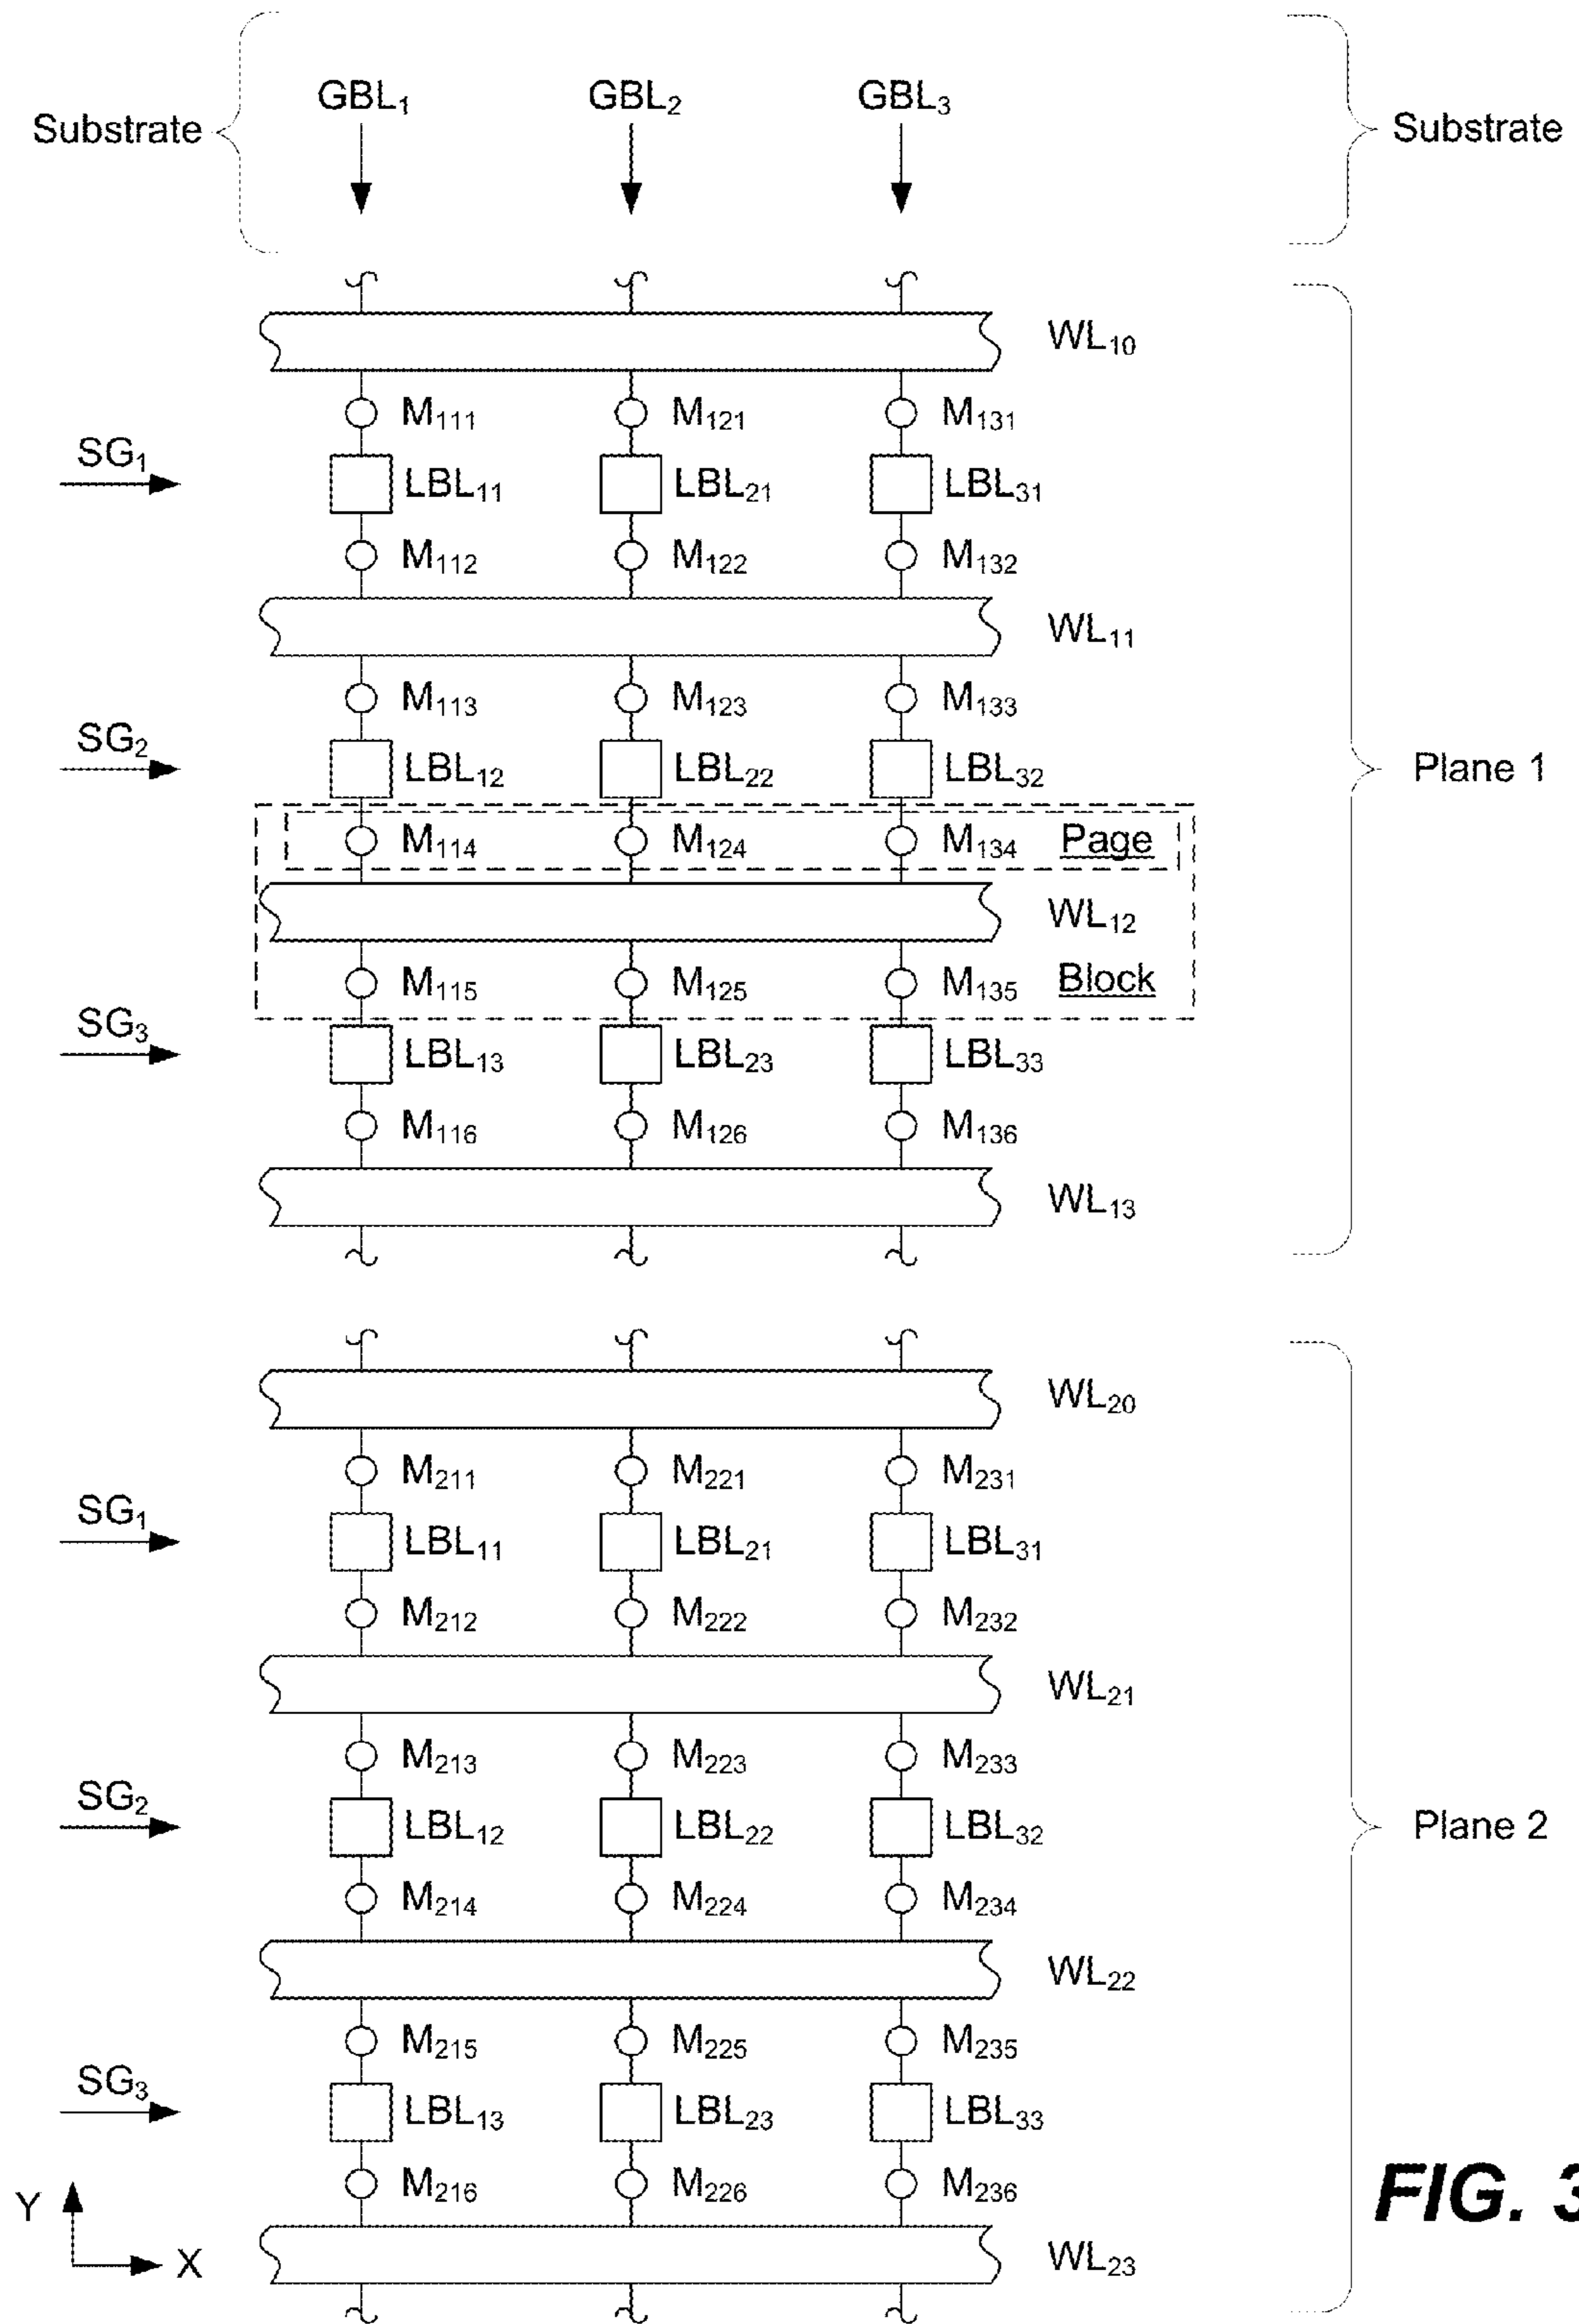 GBL₁ GBL₂ GBL₃
Substrate Substrate
WL₁₀
M₁₁₁ M₁₂₁ M₁₃₁
SG₁ LBL₁₁ LBL₂₁ LBL₃₁
M₁₁₂ M₁₂₂ M₁₃₂
WL₁₁
M₁₁₃ M₁₂₃ M₁₃₃
SG₂ LBL₁₂ LBL₂₂ LBL₃₂ Plane 1
M₁₁₄ M₁₂₄ M₁₃₄ Page
WL₁₂
M₁₁₅ M₁₂₅ M₁₃₅ Block
SG₃ LBL₁₃ LBL₂₃ LBL₃₃
M₁₁₆ M₁₂₆ M₁₃₆
WL₁₃
WL₂₀
M₂₁₁ M₂₂₁ M₂₃₁
SG₁ LBL₁₁ LBL₂₁ LBL₃₁
M₂₁₂ M₂₂₂ M₂₃₂
WL₂₁
M₂₁₃ M₂₂₃ M₂₃₃
SG₂ LBL₁₂ LBL₂₂ LBL₃₂ Plane 2
M₂₁₄ M₂₂₄ M₂₃₄
WL₂₂
M₂₁₅ M₂₂₅ M₂₃₅
SG₃ LBL₁₃ LBL₂₃ LBL₃₃
M₂₁₆ M₂₂₆ M₂₃₆
Y FIG. 3
X WL₂₃